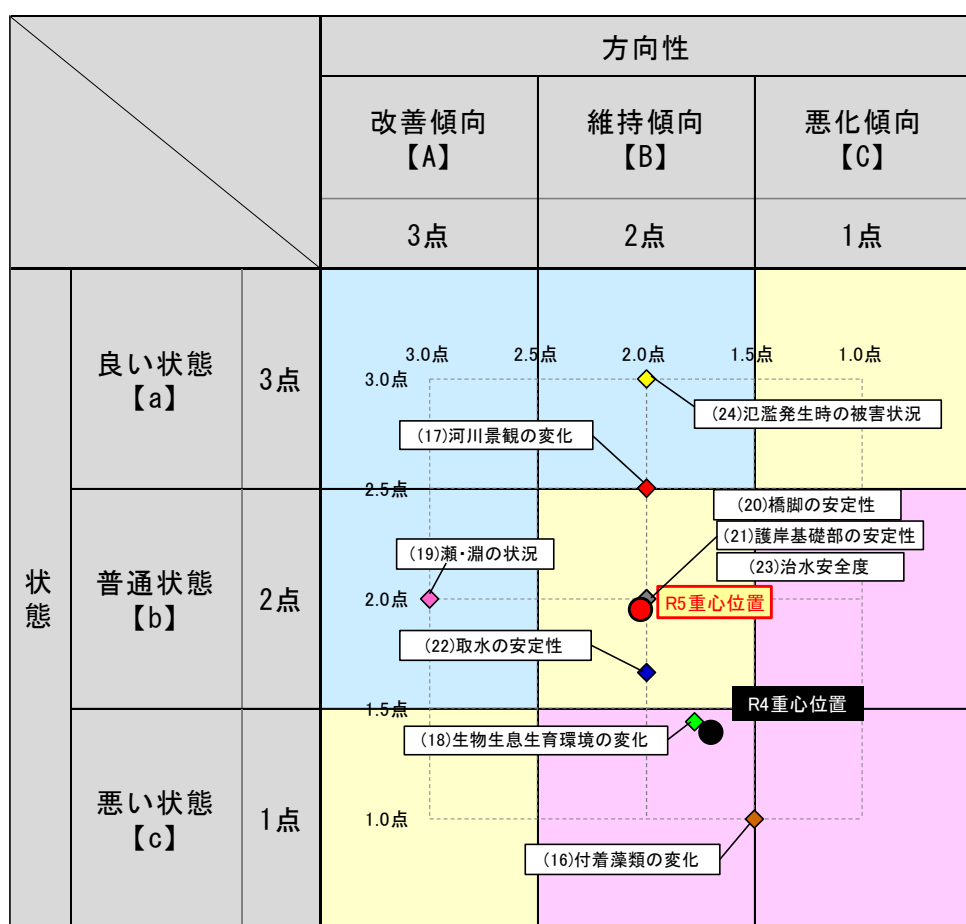 方向性
改善傾向
【A】
維持傾向
【B】
悪化傾向
【C】
3点
2点
1点
状態
良い状態
【a】
3点
普通状態
【b】
2点
悪い状態
【c】
1点
3.0点
2.5点
2.0点
1.5点
1.0点
3.0点
2.5点
2.0点
1.5点
1.0点
(24)氾濫発生時の被害状況
(17)河川景観の変化
(20)橋脚の安定性
(21)護岸基礎部の安定性
(23)治水安全度
(19)瀬・淵の状況
R5重心位置
(22)取水の安定性
R4重心位置
(18)生物生息生育環境の変化
(16)付着藻類の変化